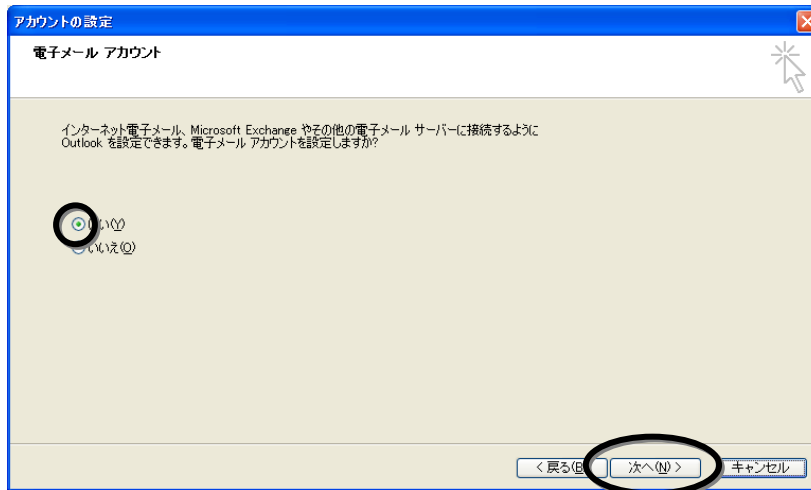 アカウントの設定
電子メール アカウント
インターネット電子メール、Microsoft Exchange やその他の電子メール サーバーに接続するように
Outlook を設定できます。電子メール アカウントを設定しますか?
はい(Y)
いいえ(O)
< 戻る(B
次へ(N) >
キャンセル